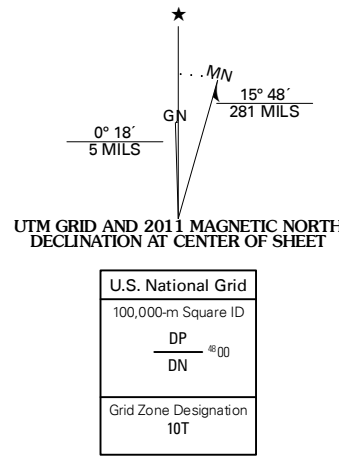 ★
MN
GN
15° 48´
281 MILS
0° 18´
5 MILS
UTM GRID AND 2011 MAGNETIC NORTH
DECLINATION AT CENTER OF SHEET
U.S. National Grid
100,000-m Square ID
DP
⁴⁸00
DN
Grid Zone Designation
10T